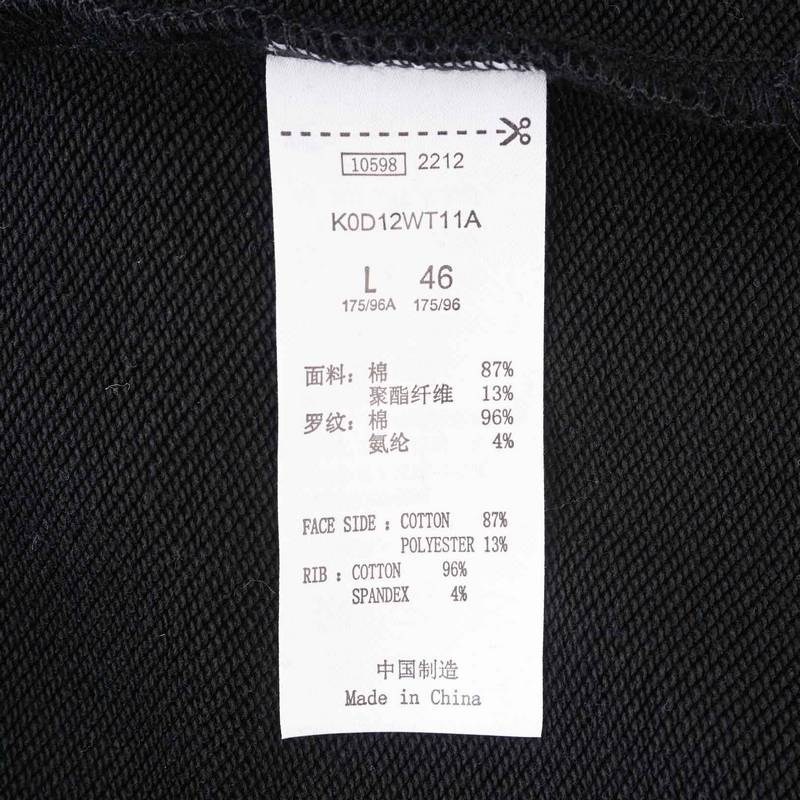 10598 2212
K0D12WT11A
L 46
175/96A 175/96
面料: 棉 87%
聚酯纤维 13%
罗纹: 棉 96%
氨纶 4%
FACE SIDE : COTTON 87%
POLYESTER 13%
RIB : COTTON 96%
SPANDEX 4%
中国制造
Made in China